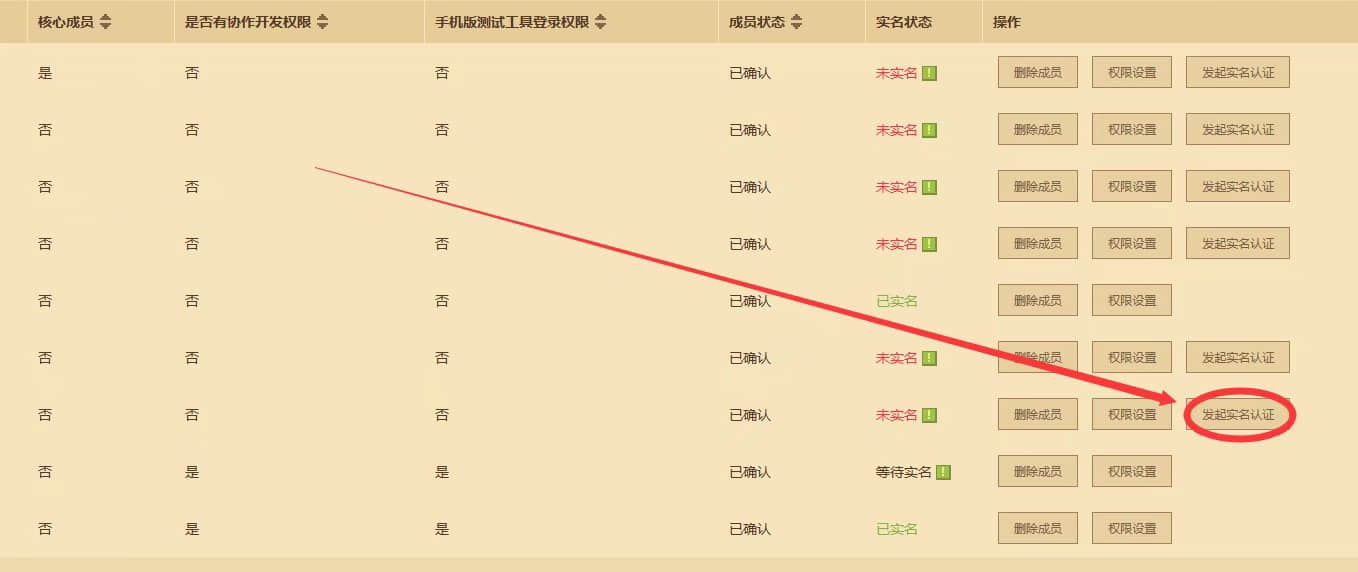 核心成员 是否有协作开发权限 手机版测试工具登录权限 成员状态 实名状态 操作
是 否 否 已确认 未实名 ! 删除成员 权限设置 发起实名认证
否 否 否 已确认 未实名 ! 删除成员 权限设置 发起实名认证
否 否 否 已确认 未实名 ! 删除成员 权限设置 发起实名认证
否 否 否 已确认 未实名 ! 删除成员 权限设置 发起实名认证
否 否 否 已确认 已实名 删除成员 权限设置
否 否 否 已确认 未实名 ! 删除成员 权限设置 发起实名认证
否 否 否 已确认 未实名 ! 删除成员 权限设置 发起实名认证
否 是 是 已确认 等待实名 ! 删除成员 权限设置
否 是 是 已确认 已实名 删除成员 权限设置